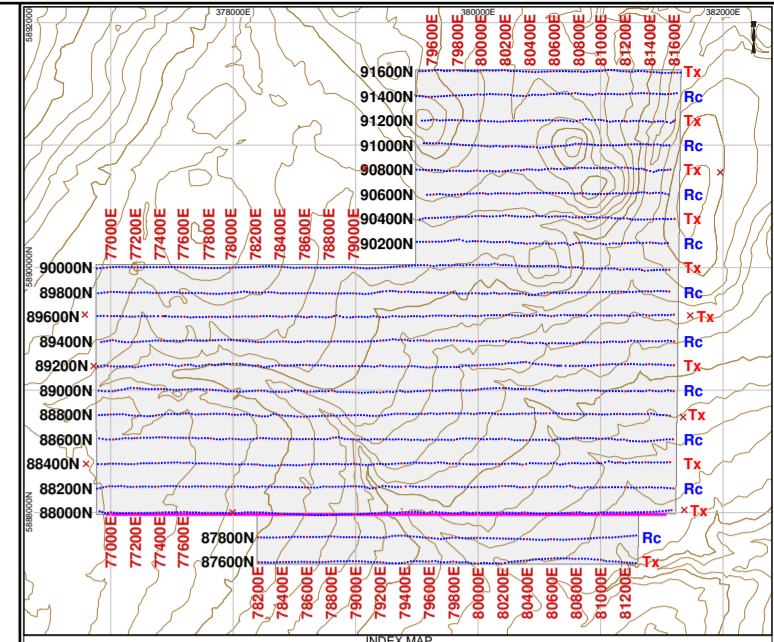 378000E 380000E 382000E
5892000
79600E 79800E 80000E 80200E 80400E 80600E 80800E 81000E 81200E 81400E 81600E
91600N Tx
91400N Rc
91200N Tx
91000N Rc
90800N Tx
90600N Rc
90400N Tx
90200N Rc
77000E 77200E 77400E 77600E 77800E 78000E 78200E 78400E 78600E 78800E 79000E
5890000N
90000N Tx
89800N Rc
89600N Tx
89400N Rc
89200N Tx
89000N Rc
88800N Tx
88600N Rc
88400N Tx
88200N Rc
5888000N
88000N Tx
77000E 77200E 77400E 77600E
87800N Rc
87600N Tx
78200E 78400E 78600E 78800E 79000E 79200E 79400E 79600E 79800E 80000E 80200E 80400E 80600E 80800E 81000E 81200E
INDEX MAP